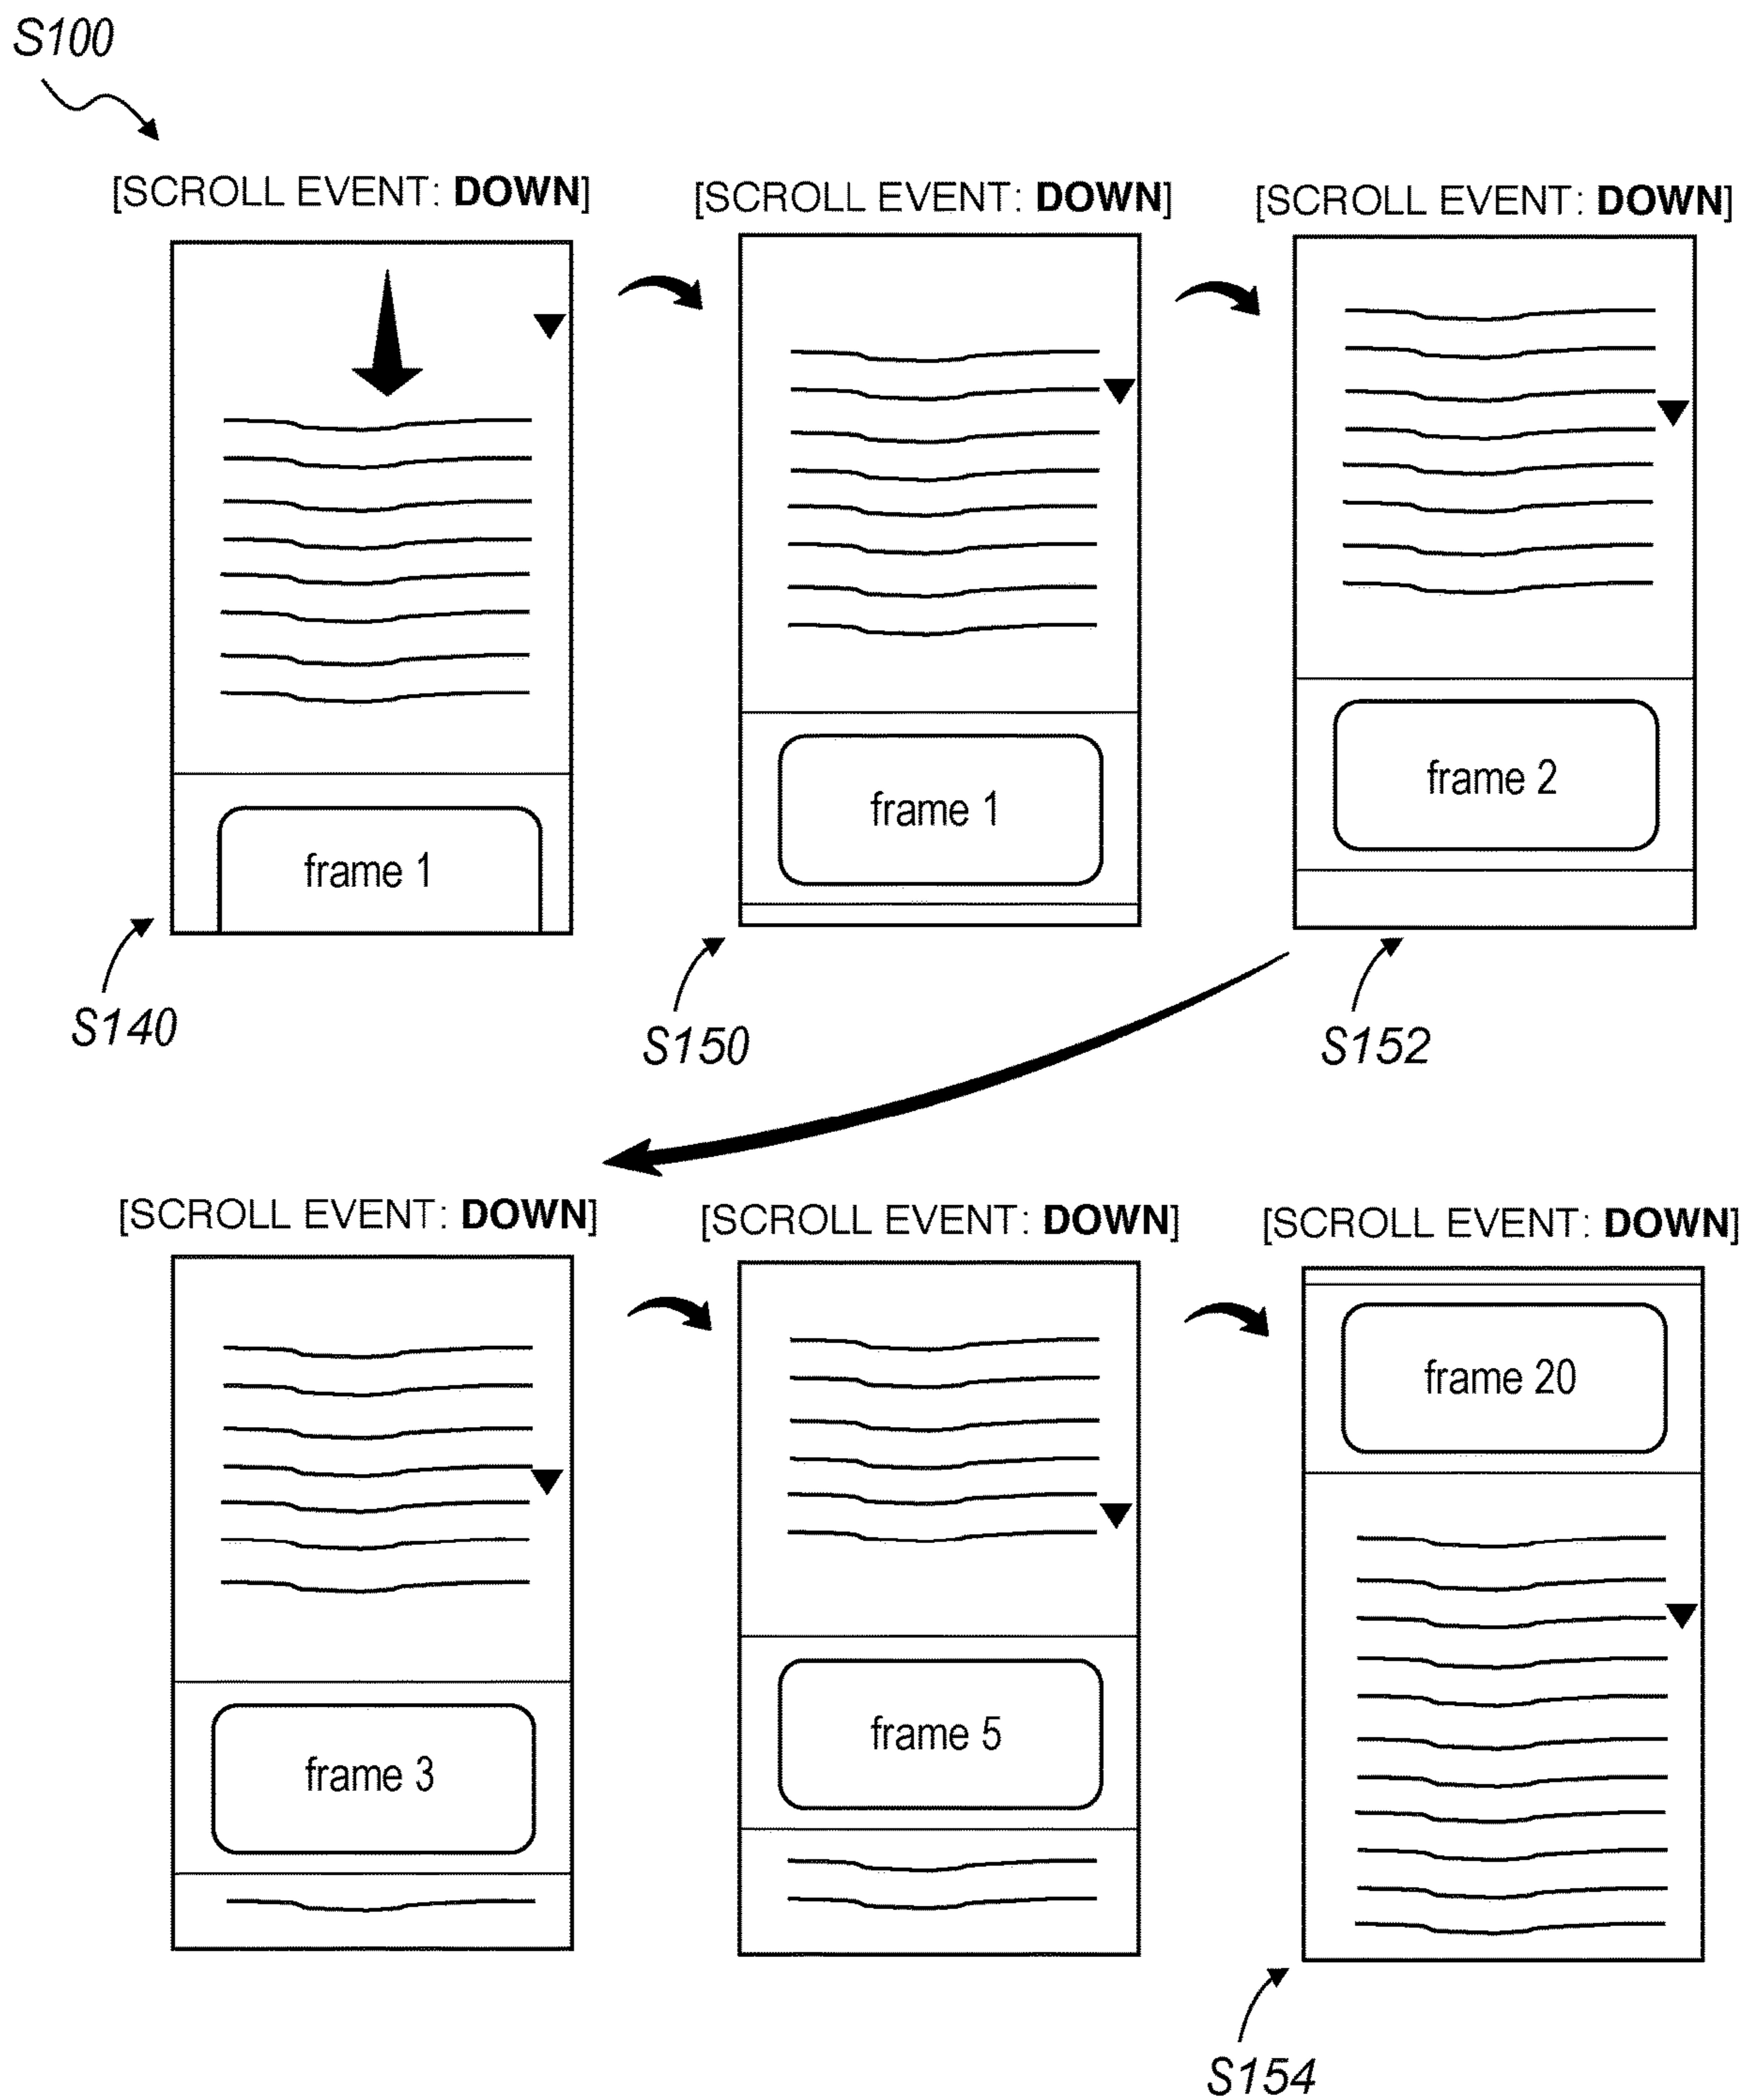 S100
[SCROLL EVENT: DOWN]
[SCROLL EVENT: DOWN]
[SCROLL EVENT: DOWN]
frame 1
frame 1
frame 2
S140
S150
S152
[SCROLL EVENT: DOWN]
[SCROLL EVENT: DOWN]
[SCROLL EVENT: DOWN]
frame 3
frame 5
frame 20
S154